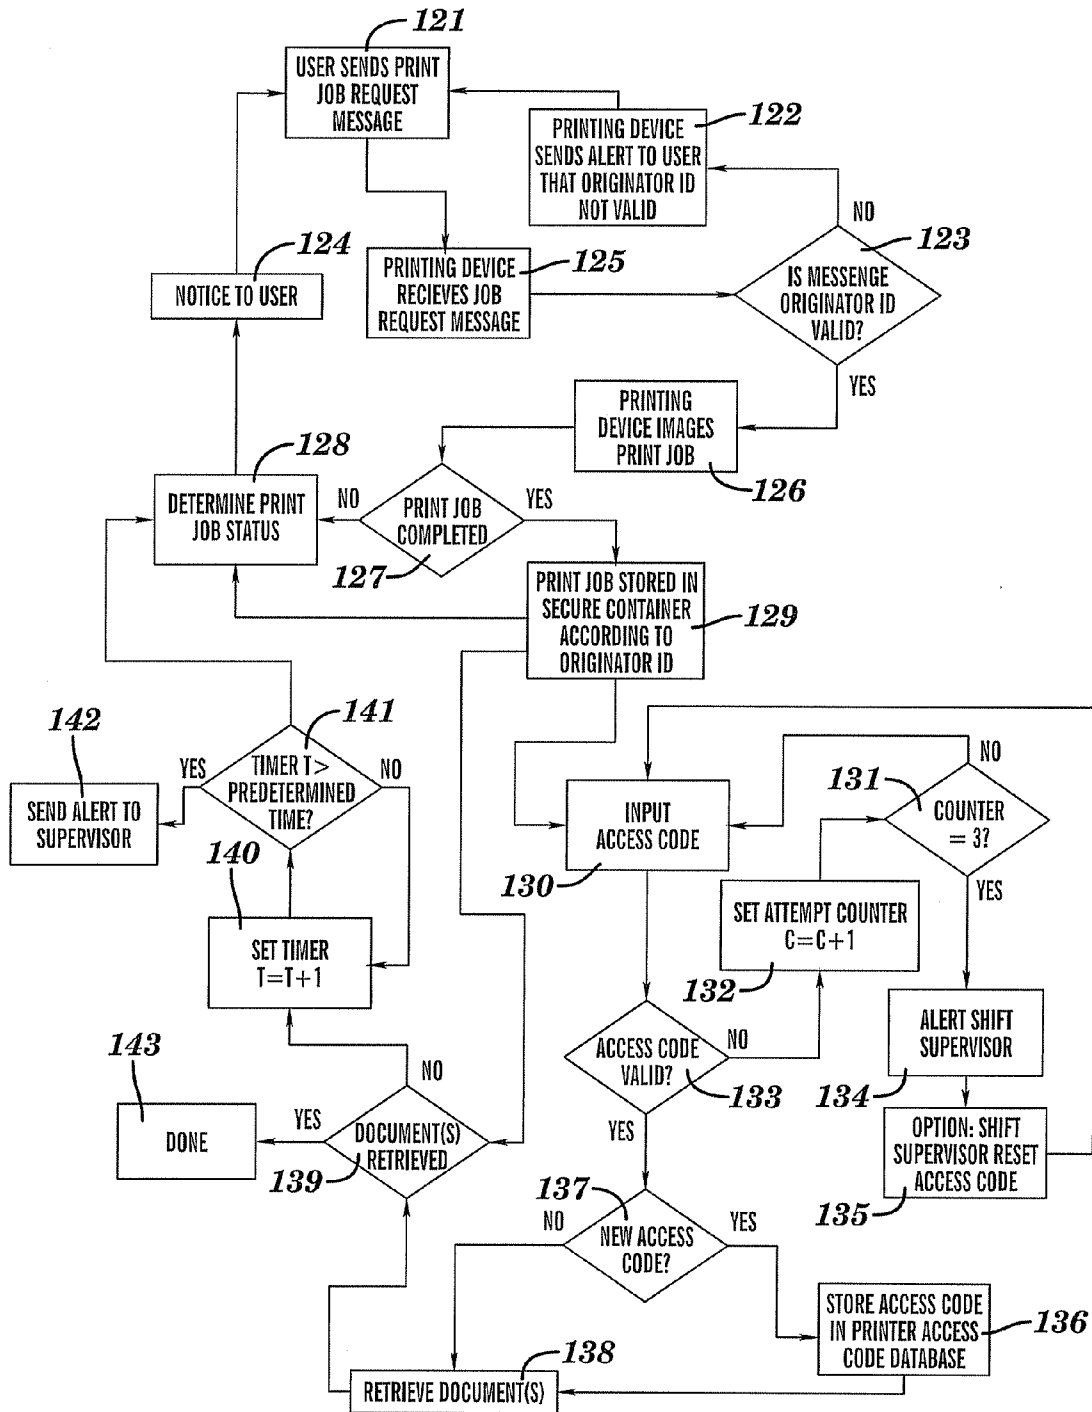 121
USER SENDS PRINT
JOB REQUEST
MESSAGE
122
PRINTING DEVICE
SENDS ALERT TO USER
THAT ORIGINATOR ID
NOT VALID
NO
123
IS MESSENGE
ORIGINATOR ID
VALID?
YES
124
NOTICE TO USER
125
PRINTING DEVICE
RECIEVES JOB
REQUEST MESSAGE
PRINTING
DEVICE IMAGES
PRINT JOB
126
128
DETERMINE PRINT
JOB STATUS
NO
PRINT JOB
COMPLETED
127
YES
PRINT JOB STORED IN
SECURE CONTAINER
ACCORDING TO
ORIGINATOR ID
129
142
SEND ALERT TO
SUPERVISOR
YES
141
TIMER T >
PREDETERMINED
TIME?
NO
140
SET TIMER
T=T+1
INPUT
ACCESS CODE
130
NO
131
COUNTER
= 3?
YES
SET ATTEMPT COUNTER
C=C+1
132
ACCESS CODE
VALID?
133
NO
YES
ALERT SHIFT
SUPERVISOR
134
OPTION: SHIFT
SUPERVISOR RESET
ACCESS CODE
135
143
DONE
YES
NO
DOCUMENT(S)
RETRIEVED
139
137
NO
NEW ACCESS
CODE?
YES
STORE ACCESS CODE
IN PRINTER ACCESS
CODE DATABASE
136
138
RETRIEVE DOCUMENT(S)